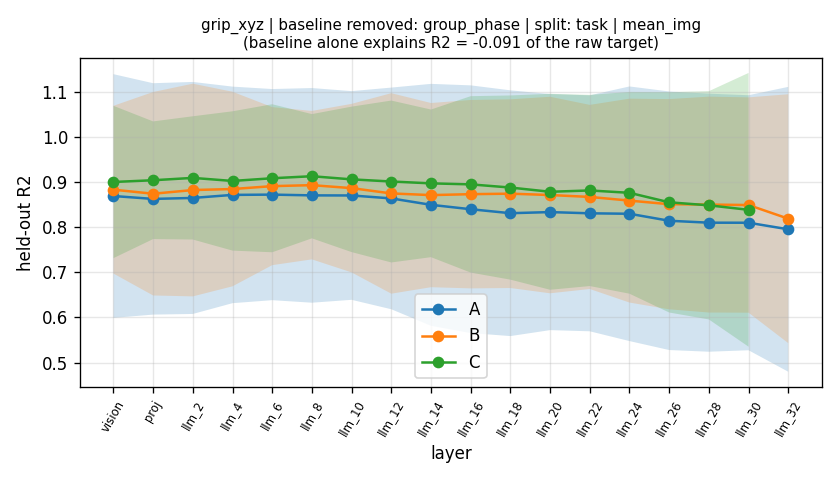 grip_xyz | baseline removed: group_phase | split: task | mean_img
(baseline alone explains R2 = -0.091 of the raw target)
held-out R2
1.1
1.0
0.9
0.8
0.7
0.6
0.5
A
B
C
vision
proj
llm_2
llm_4
llm_6
llm_8
llm_10
llm_12
llm_14
llm_16
llm_18
llm_20
llm_22
llm_24
llm_26
llm_28
llm_30
llm_32
layer